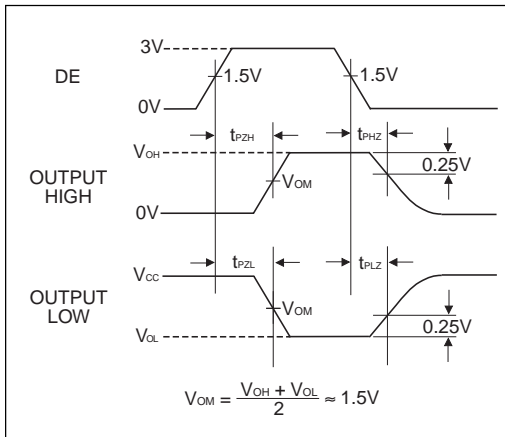 3V
DE
1.5V
1.5V
0V
tPZH
tPHZ
VOH
0.25V
OUTPUT
HIGH
VOM
0V
tPZL
tPLZ
VCC
OUTPUT
LOW
VOM
0.25V
VOL
VOM = VOH + VOL / 2 ≈ 1.5V